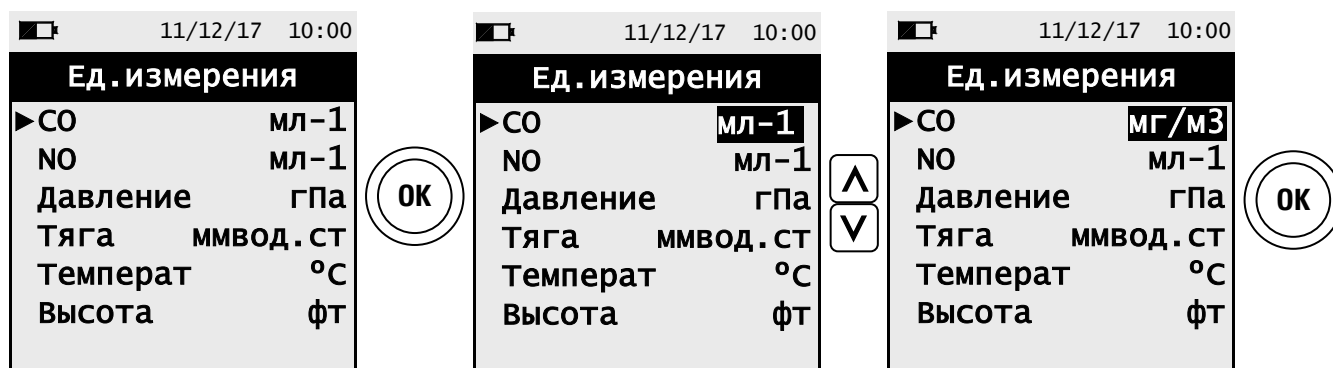 11/12/17 10:00
Ед.измерения
CO мл-1
NO мл-1
Давление гПа
Тяга ммвод.ст
Температ ºC
Высота фт
OK
11/12/17 10:00
Ед.измерения
CO мл-1
NO мл-1
Давление гПа
Тяга ммвод.ст
Температ ºC
Высота фт
11/12/17 10:00
Ед.измерения
CO мг/м3
NO мл-1
Давление гПа
Тяга ммвод.ст
Температ ºC
Высота фт
OK